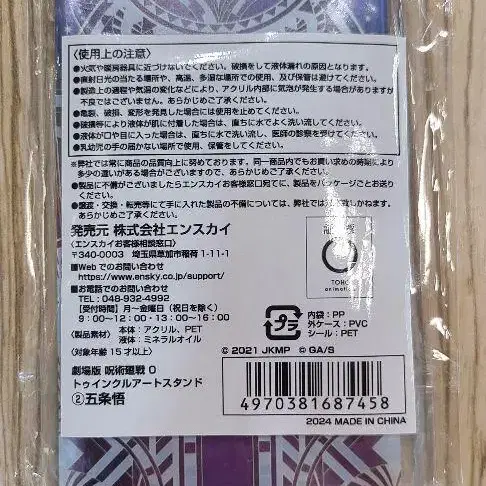 〈使用上の注意〉
●火気や暖房器具に近づけないでください。破損をして液体漏れの原因となります。
●直射日光の当たる場所や、高温、多湿な場所での使用、及び保管は避けてください。
●製造上の過程や気温の変化などにより、アクリル内部に気泡が発生する場合がありますが
不良ではございません。あらかじめご了承ください。
●亀裂、破損、変形を発見した場合には使用を止めてください。
●破損等により液体が肌に付着した場合は、直ちに水でよく洗い流してください。
●液体が口や目に入った場合は、直ちに水で洗い流し、医師の診察を受けてください。
●乳幼児の手の届かない場所で使用、保管をしてください。
※弊社では常に商品の品質向上に努めております。同一商品内でもお買い求めの時期により
多少の違いがある場合がございますが、あらかじめご了承ください。
●製品に不備がございましたらエンスカイお客様窓口宛てに、製品をパッケージごとお送り
ください。
●譲渡・交換・転売等にて手に入れた製品の不備については、弊社では対応致しかねます。
あらかじめご了承ください。
発売元 株式会社エンスカイ
〈エンスカイお客様相談窓口〉
〒340-0003 埼玉県草加市稲荷 1-11-1
■Webでのお問い合わせ
https://www.ensky.co.jp/support/
■お電話でのお問い合わせ
TEL: 048-932-4992
【受付時間】月〜金曜日（祝日を除く）
9：00〜12：00・13：00〜16：00
〈製品素材〉 本体：アクリル、PET
液体：ミネラルオイル
〈対象年齢 15才以上〉
TOHO
animation
プラ
内袋：PP
外ケース：PVC
シール：PET
©2021 JKMP ©GA/S
劇場版 呪術廻戦 0
トゥインクルアートスタンド
②五条悟
4970381687458
2024 MADE IN CHINA